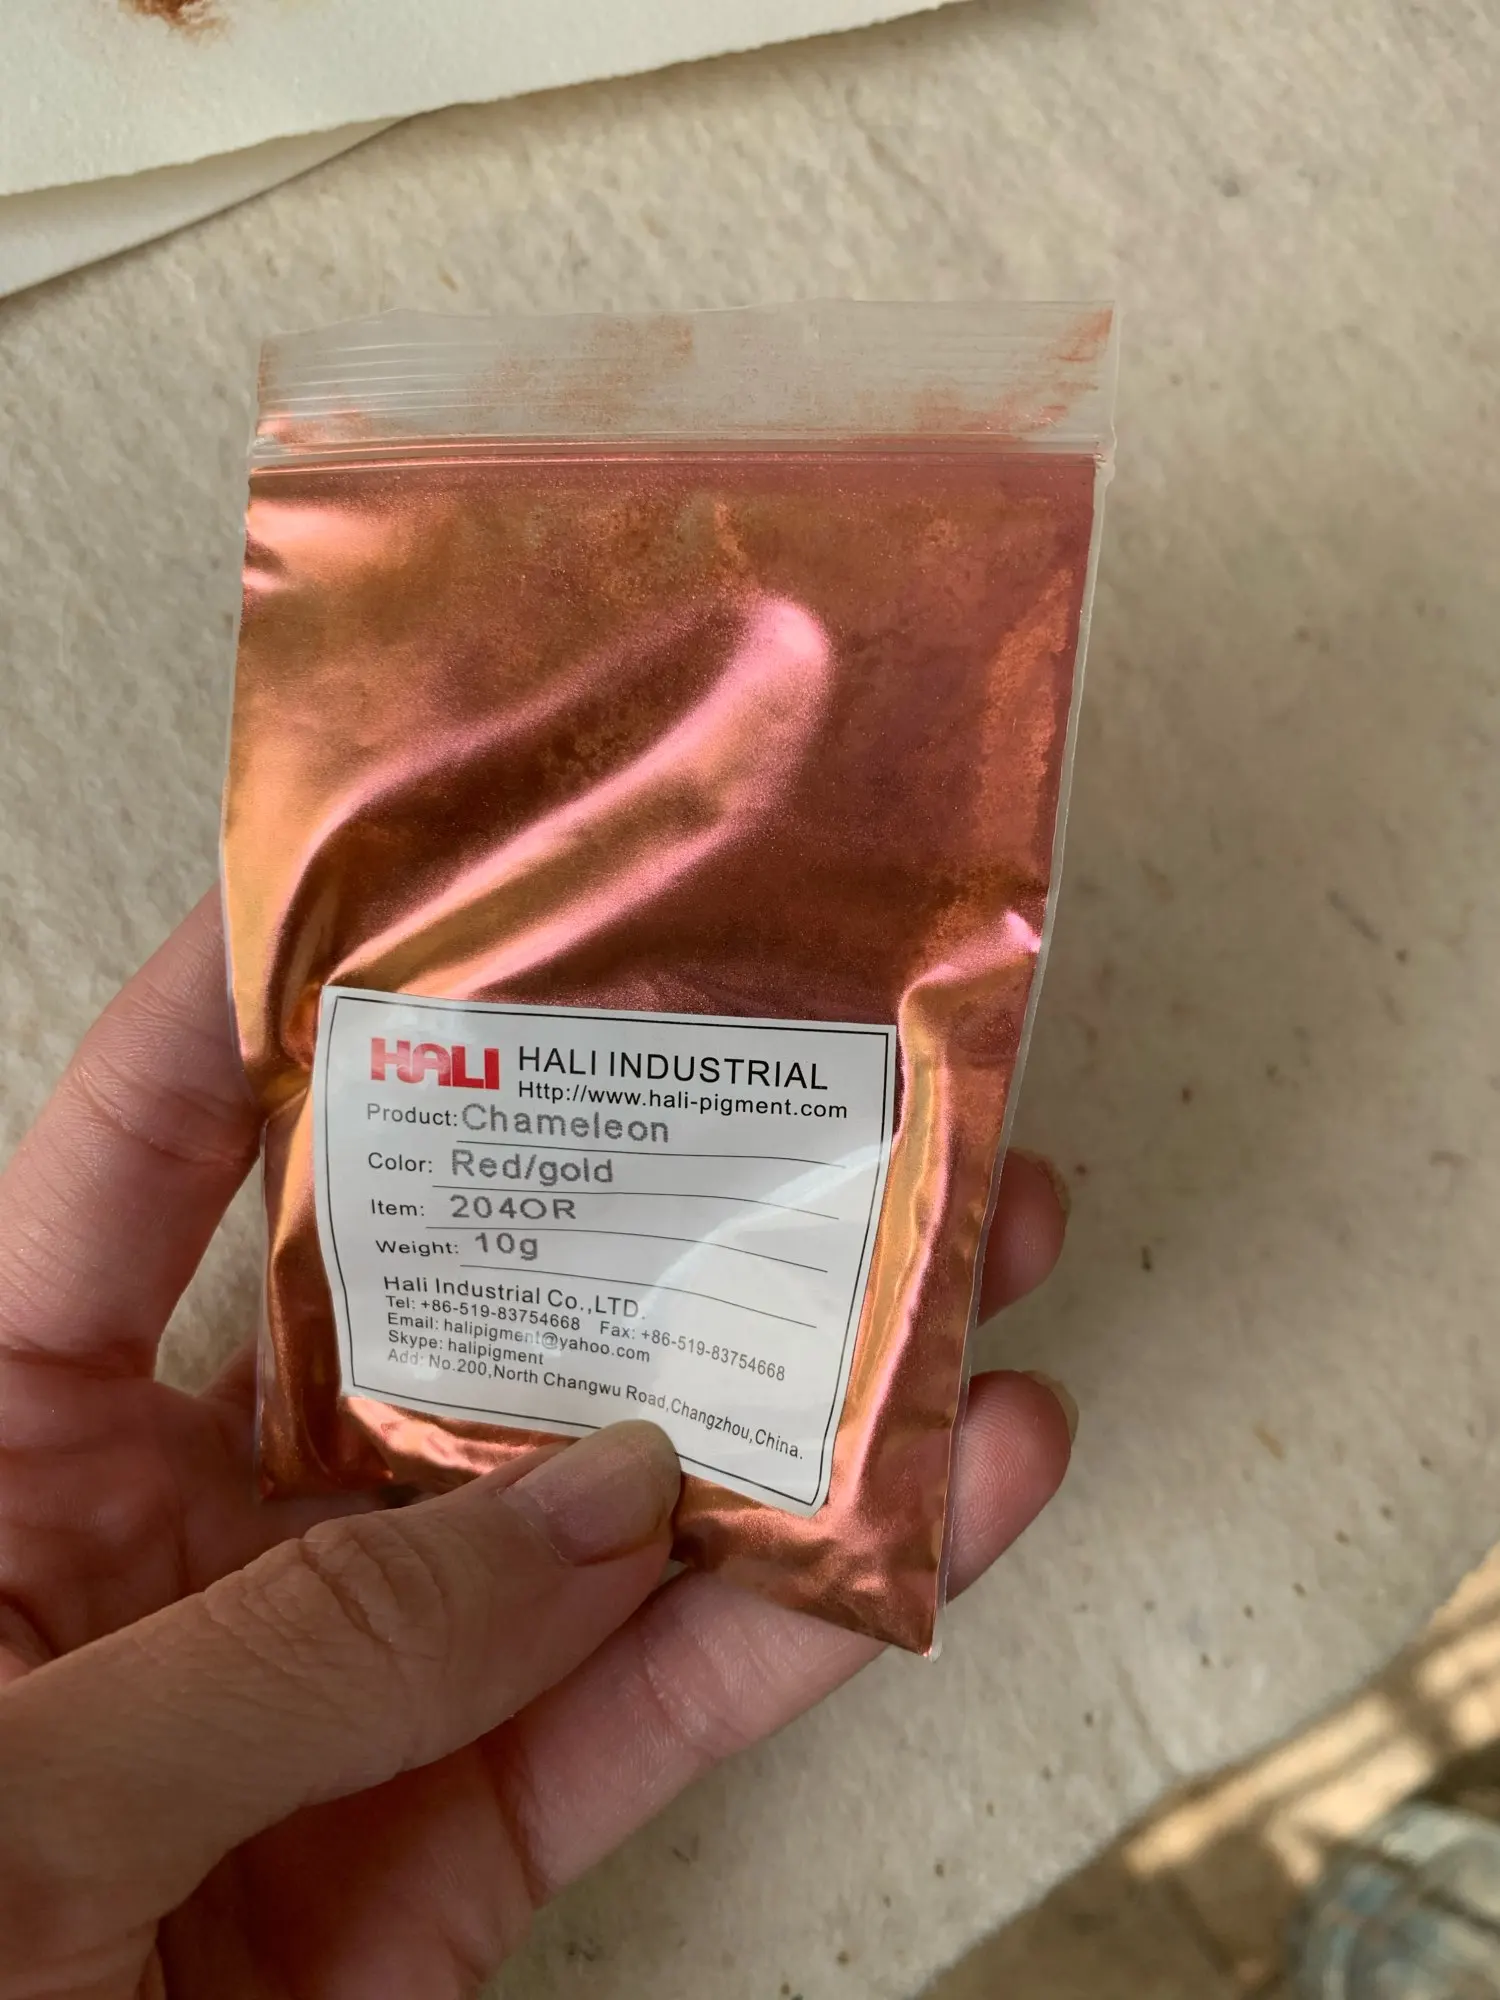 HALI HALI INDUSTRIAL
Http://www.hali-pigment.com
Product: Chameleon
Color: Red/gold
Item: 204OR
Weight: 10g
Hali Industrial Co.,LTD.
Tel: +86-519-83754668 Fax: +86-519-83754668
Email: halipigment@yahoo.com
Skype: halipigment
Add: No.200,North Changwu Road,Changzhou,China.